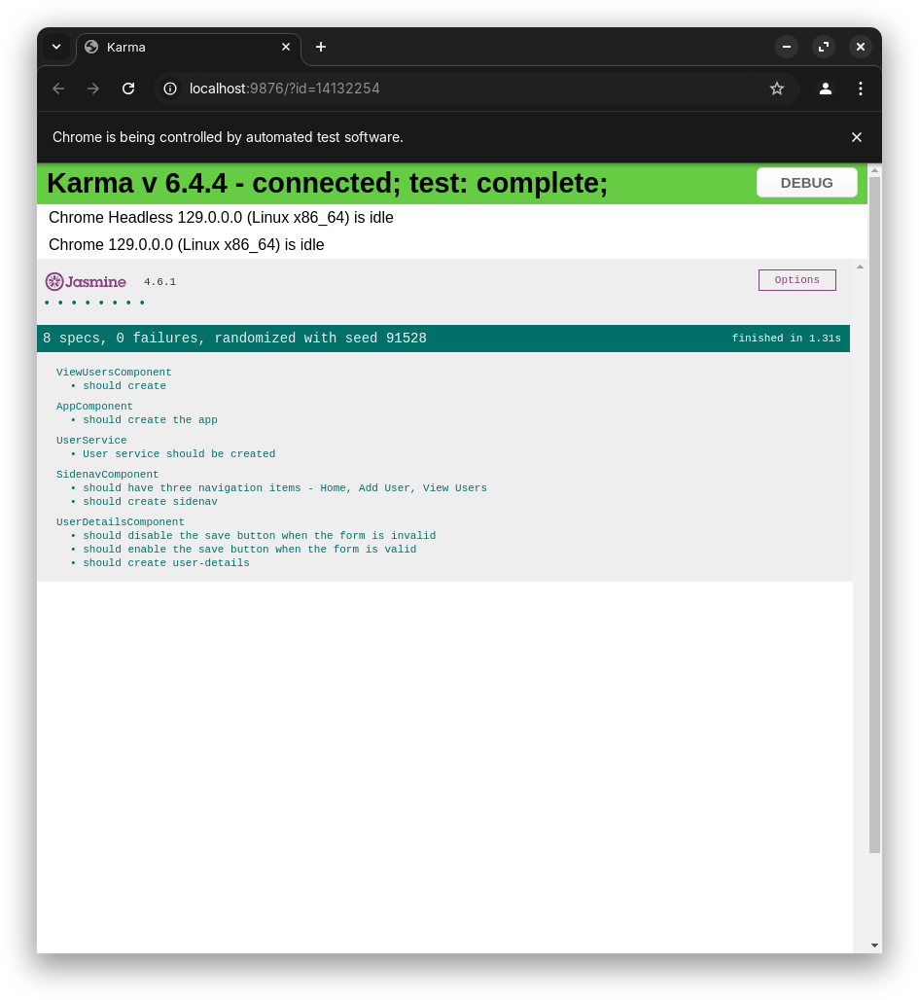 Karma
localhost:9876/?id=14132254
Chrome is being controlled by automated test software.
Karma v 6.4.4 - connected; test: complete;
DEBUG
Chrome Headless 129.0.0.0 (Linux x86_64) is idle
Chrome 129.0.0.0 (Linux x86_64) is idle
Jasmine 4.6.1
Options
• • • • • • • •
8 specs, 0 failures, randomized with seed 91528
finished in 1.31s
ViewUsersComponent
• should create
AppComponent
• should create the app
UserService
• User service should be created
SidenavComponent
• should have three navigation items - Home, Add User, View Users
• should create sidenav
UserDetailsComponent
• should disable the save button when the form is invalid
• should enable the save button when the form is valid
• should create user-details